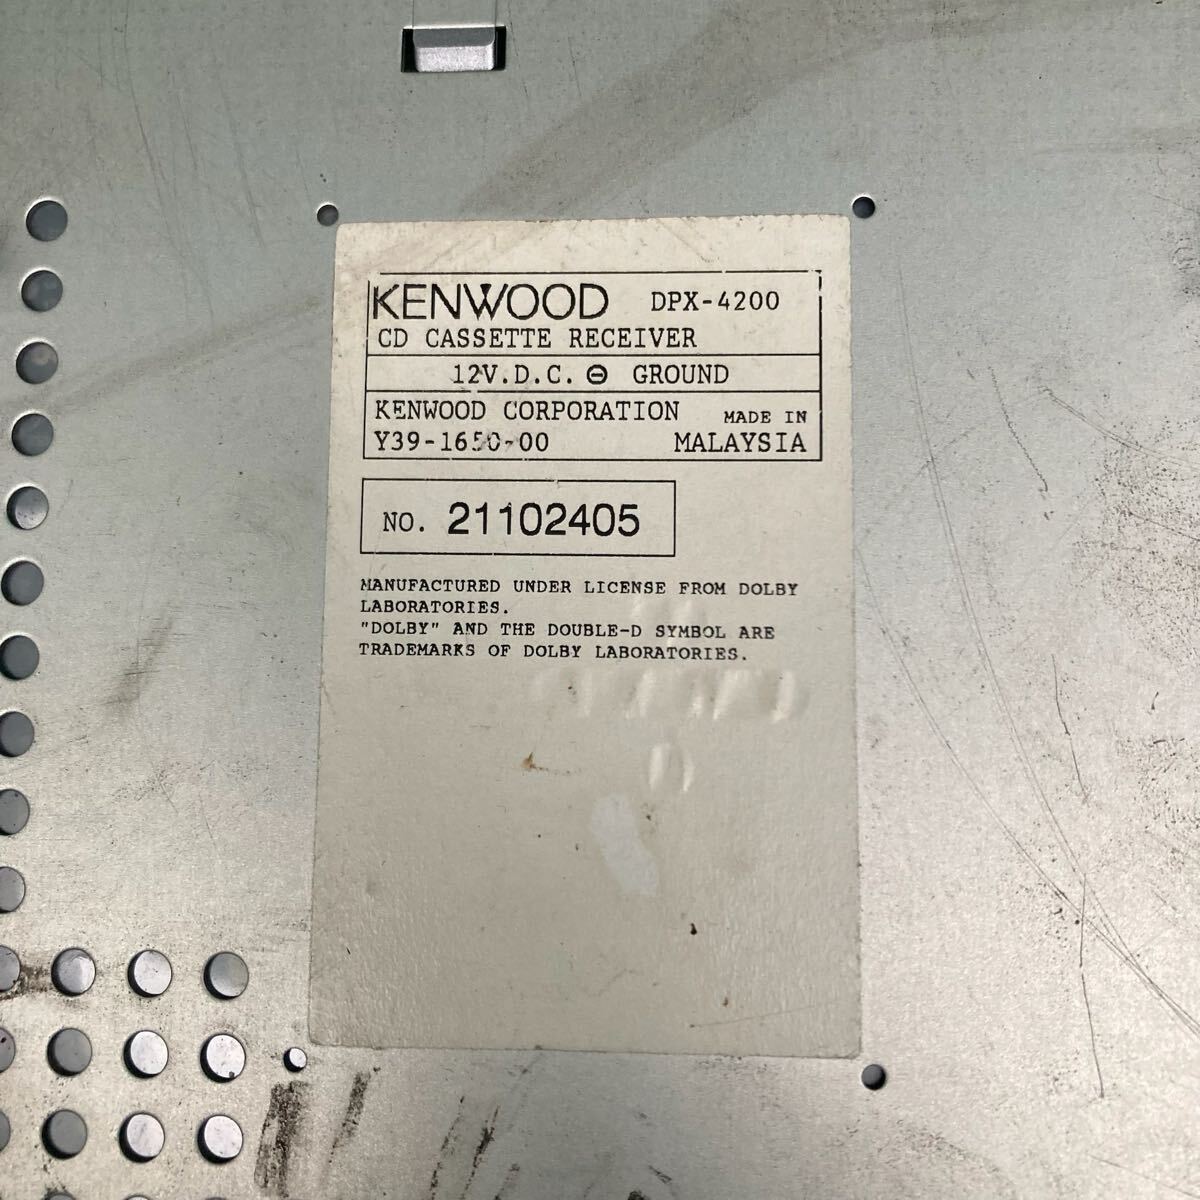 KENWOOD DPX-4200
CD CASSETTE RECEIVER
12V.D.C. ⊖ GROUND
KENWOOD CORPORATION MADE IN
Y39-1650-00 MALAYSIA
NO. 21102405
MANUFACTURED UNDER LICENSE FROM DOLBY
LABORATORIES.
"DOLBY" AND THE DOUBLE-D SYMBOL ARE
TRADEMARKS OF DOLBY LABORATORIES.